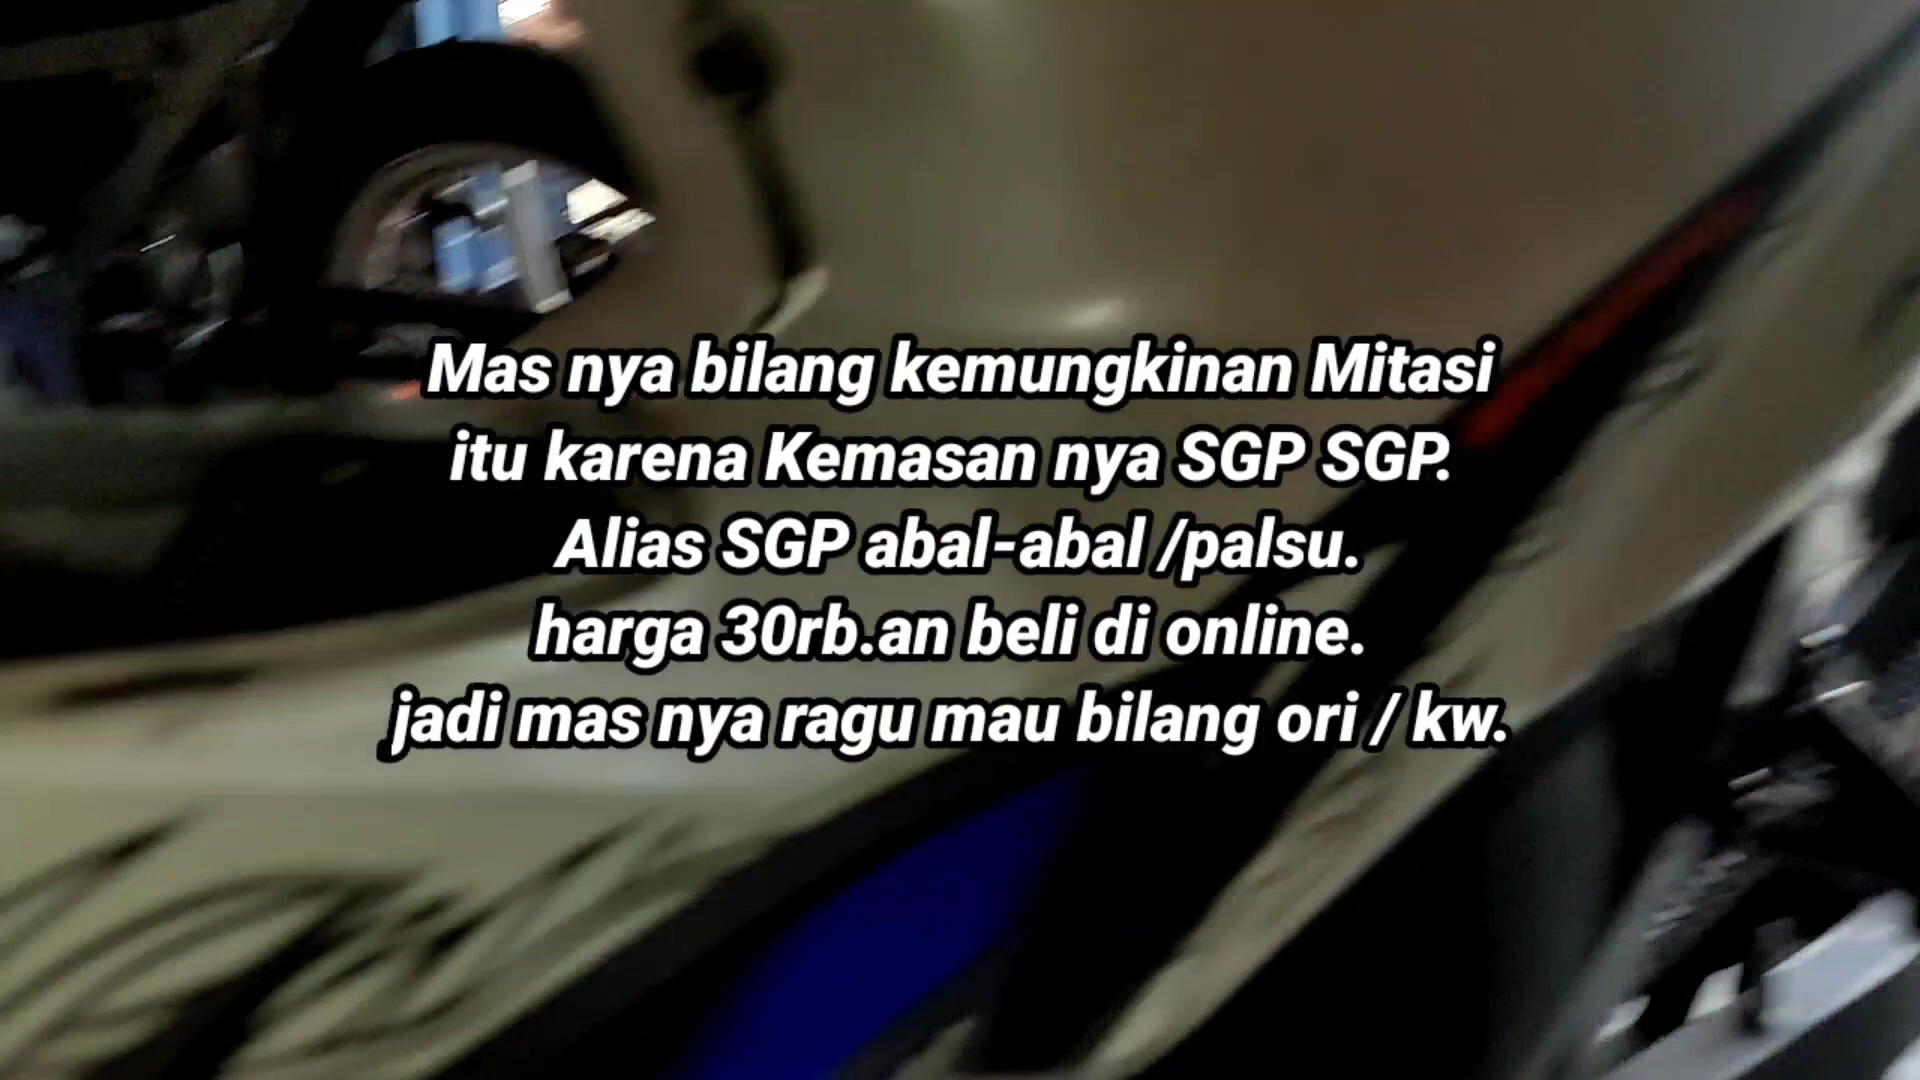 Mas nya bilang kemungkinan Mitasi
itu karena Kemasan nya SGP SGP.
Alias SGP abal-abal /palsu.
harga 30rb.an beli di online.
jadi mas nya ragu mau bilang ori / kw.